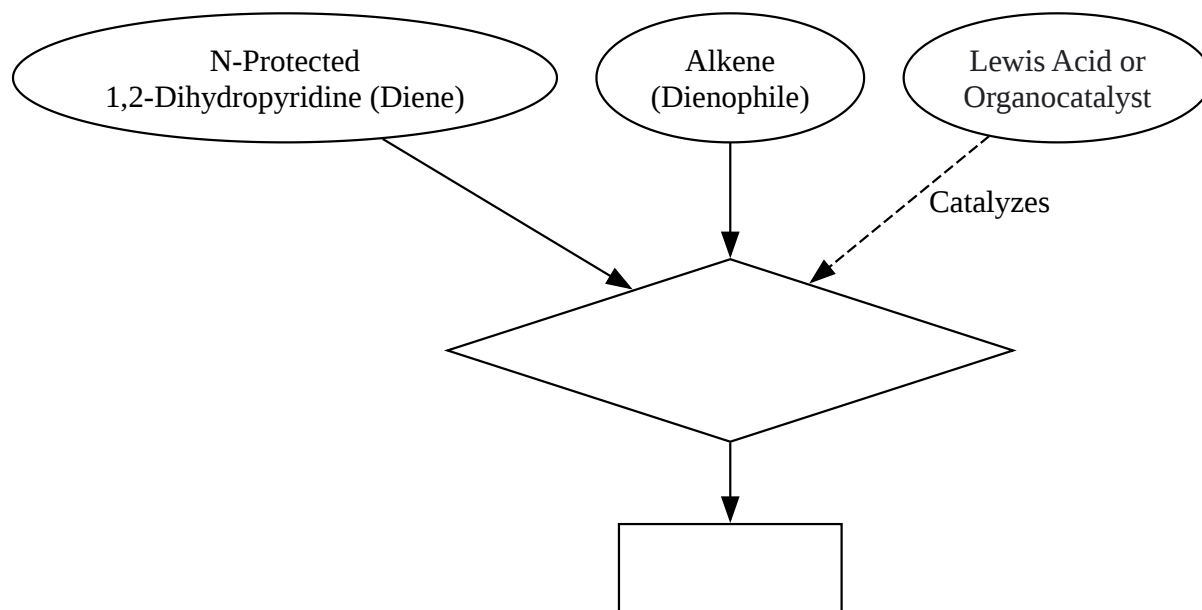 N-Protected
1,2-Dihydropyridine (Diene)
Alkene
(Dienophile)
Lewis Acid or
Organocatalyst
Catalyzes